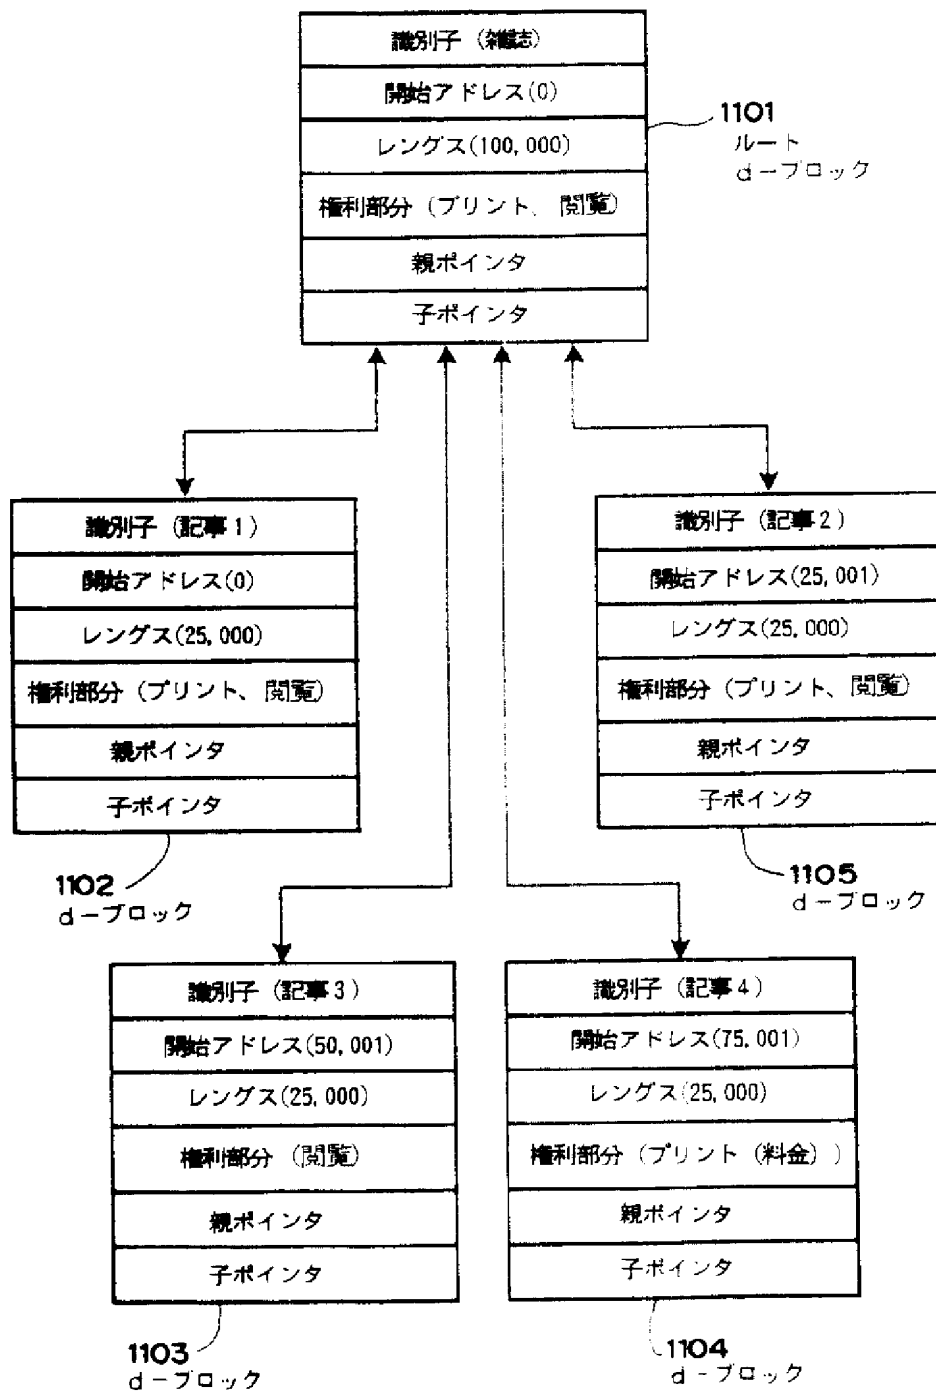 識別子 (雑誌)
開始アドレス(0)
レングス(100,000)
権利部分 (プリント、閲覧)
親ポインタ
子ポインタ
1101
ルート
d-ブロック
識別子 (記事1)
開始アドレス(0)
レングス(25,000)
権利部分 (プリント、閲覧)
親ポインタ
子ポインタ
1102
d-ブロック
識別子 (記事2)
開始アドレス(25,001)
レングス(25,000)
権利部分 (プリント、閲覧)
親ポインタ
子ポインタ
1105
d-ブロック
識別子 (記事3)
開始アドレス(50,001)
レングス(25,000)
権利部分 (閲覧)
親ポインタ
子ポインタ
1103
d-ブロック
識別子 (記事4)
開始アドレス(75,001)
レングス(25,000)
権利部分 (プリント (料金) )
親ポインタ
子ポインタ
1104
d-ブロック